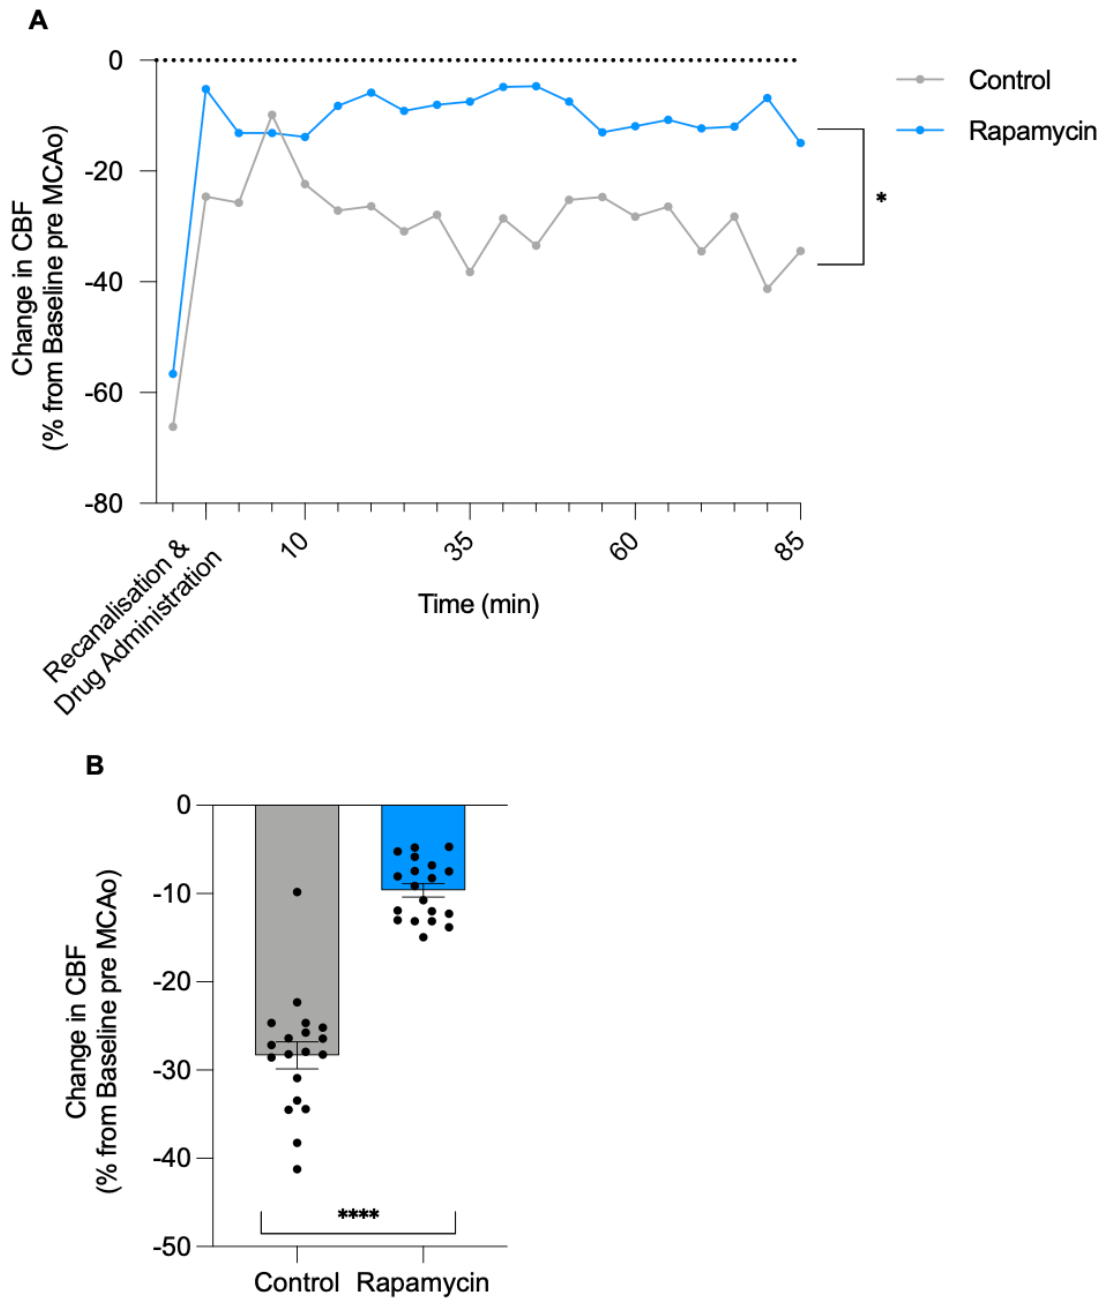 A
0
-20
-40
-60
-80
Change in CBF
(% from Baseline pre MCAo)
Control
Rapamycin
*
Recanalisation &
Drug Administration
10
35
60
85
Time (min)
B
0
-10
-20
-30
-40
-50
Change in CBF
(% from Baseline pre MCAo)
****
Control
Rapamycin